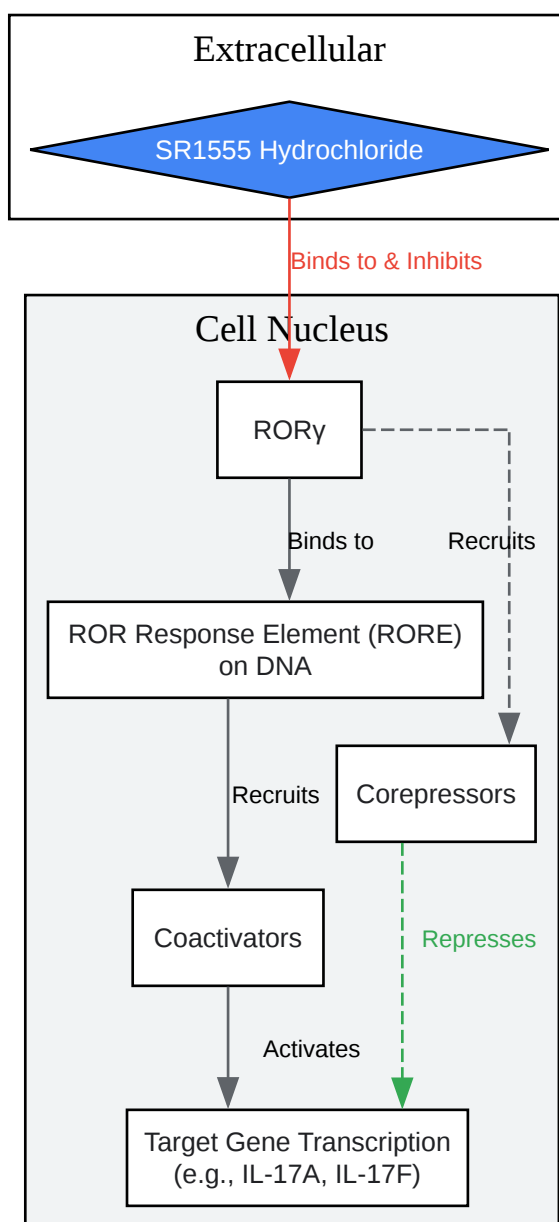 Extracellular
SR1555 Hydrochloride
Binds to & Inhibits
Cell Nucleus
RORγ
Binds to
Recruits
ROR Response Element (RORE)
on DNA
Recruits
Corepressors
Coactivators
Represses
Activates
Target Gene Transcription
(e.g., IL-17A, IL-17F)